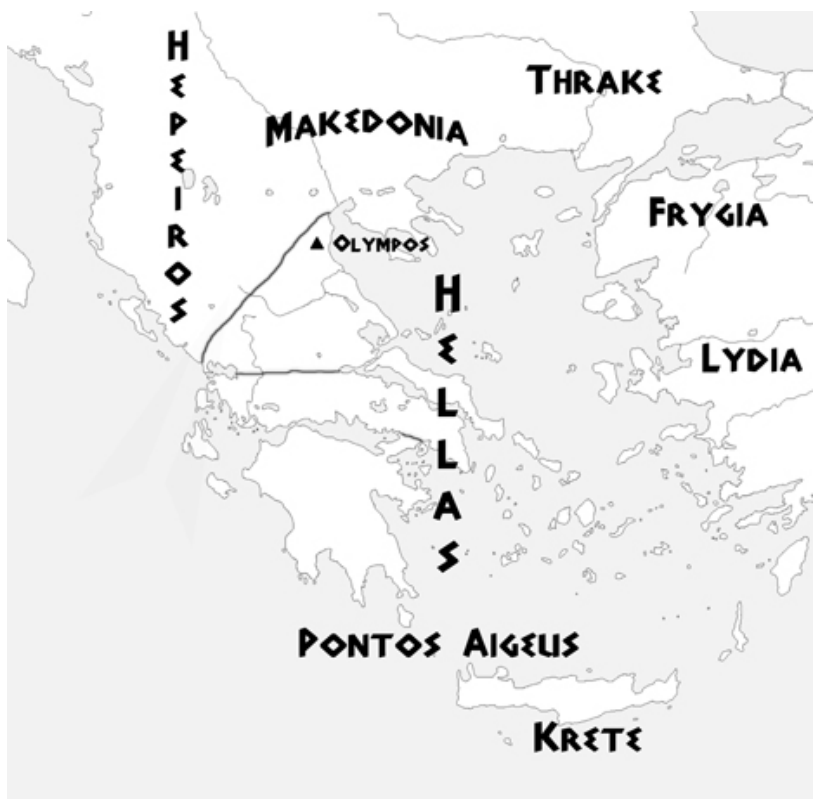 HEPEIROS
THRAKE
MAKEDONIA
FRYGIA
OLYMPOS
HELLAS
LYDIA
PONTOS AIGEUS
KRETE